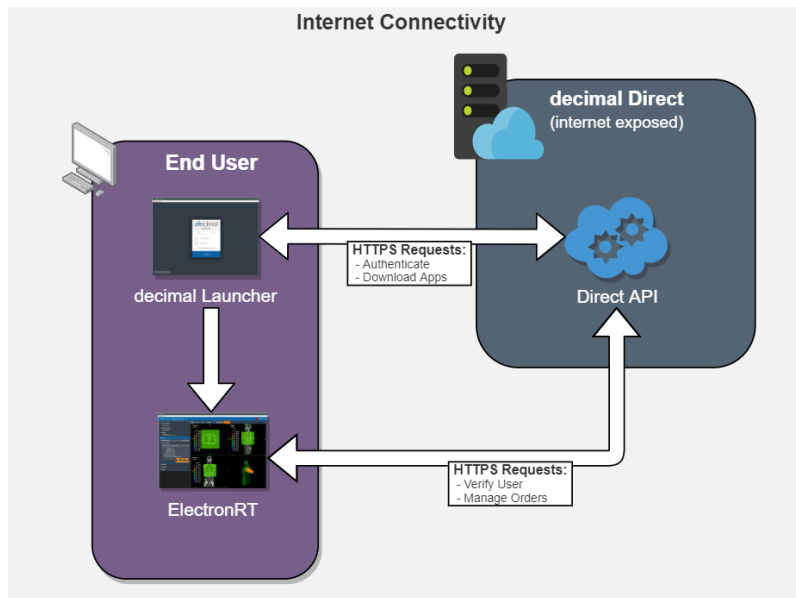 Internet Connectivity
decimal Direct
(internet exposed)
End User
decimal
HTTPS Requests:
- Authenticate
- Download Apps
decimal Launcher
Direct API
HTTPS Requests:
- Verify User
- Manage Orders
ElectronRT